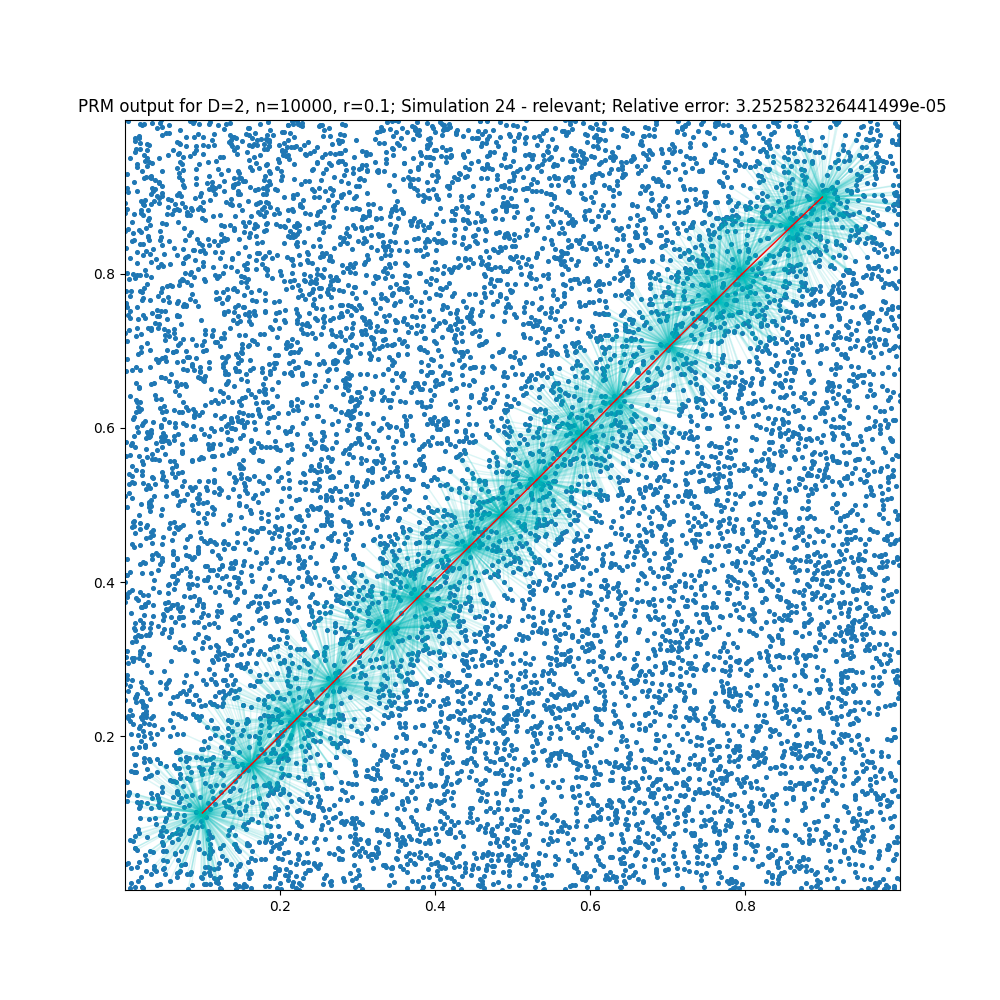 PRM output for D=2, n=10000, r=0.1; Simulation 24 - relevant; Relative error: 3.252582326441499e-05
0.8
0.6
0.4
0.2
0.2 0.4 0.6 0.8